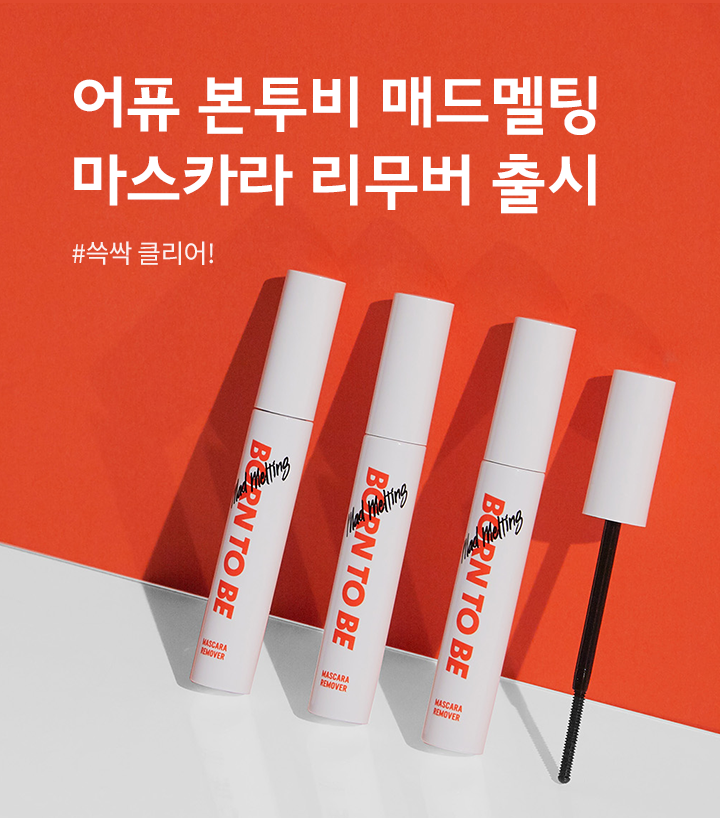 어퓨 본투비 매드멜팅
마스카라 리무버 출시
#쓱싹 클리어!
BORN TO BE
Mad Melting
MASCARA
REMOVER
BORN TO BE
Mad Melting
MASCARA
REMOVER
BORN TO BE
Mad Melting
MASCARA
REMOVER